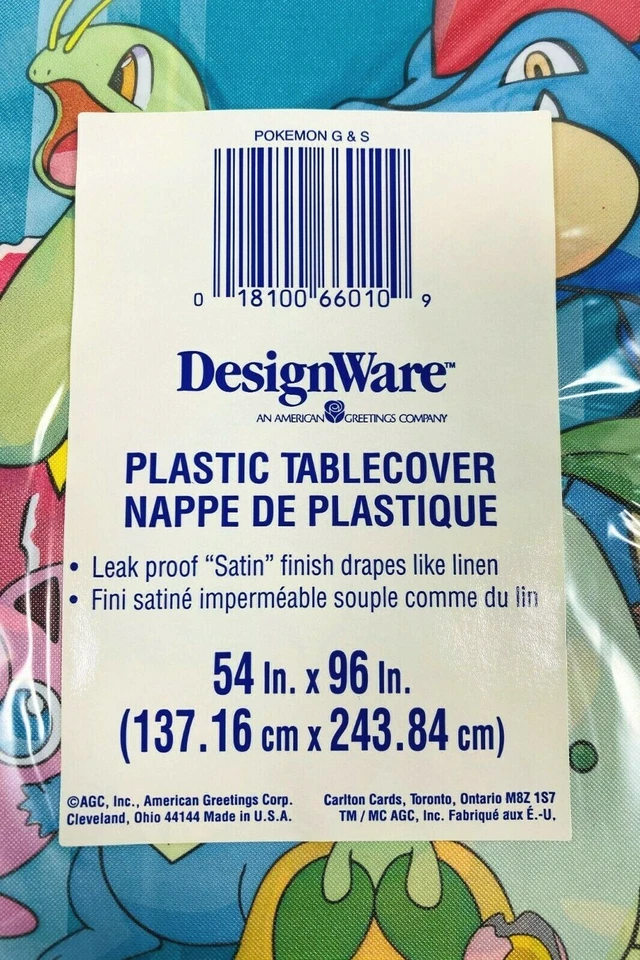 POKEMON G & S
0 18100 66010 9
DesignWare™
AN AMERICAN GREETINGS COMPANY
PLASTIC TABLECOVER
NAPPE DE PLASTIQUE
• Leak proof “Satin” finish drapes like linen
• Fini satiné imperméable souple comme du lin
54 In. x 96 In.
(137.16 cm x 243.84 cm)
©AGC, Inc., American Greetings Corp.
Cleveland, Ohio 44144 Made in U.S.A.
Carlton Cards, Toronto, Ontario M8Z 1S7
TM / MC AGC, Inc. Fabriqué aux É.-U.